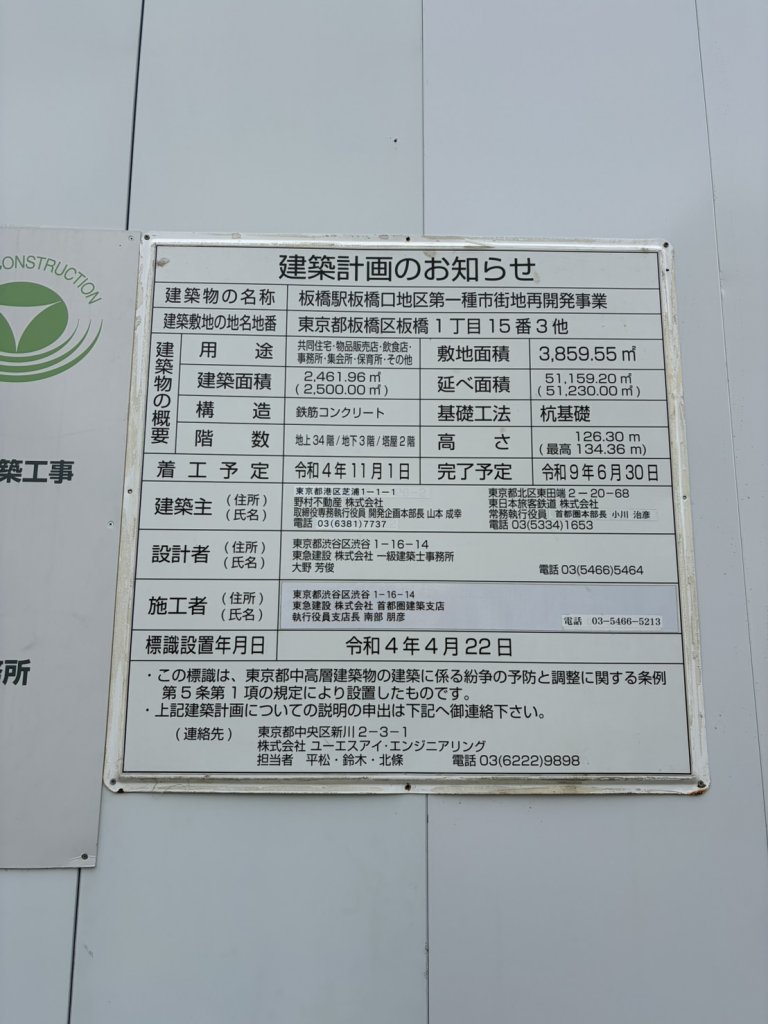 CONSTRUCTION
築工事
所
建築計画のお知らせ
建築物の名称 板橋駅板橋口地区第一種市街地再開発事業
建築敷地の地名地番 東京都板橋区板橋1丁目15番3他
建築物の概要
用途 共同住宅・物品販売店・飲食店・
事務所・集会所・保育所・その他
敷地面積 3,859.55㎡
建築面積 2,461.96㎡
(2,500.00㎡)
延べ面積 51,159.20㎡
(51,230.00㎡)
構造 鉄筋コンクリート 基礎工法 杭基礎
階数 地上34階/地下3階/塔屋2階
高さ 126.30m
(最高134.36m)
着工予定 令和4年11月1日 完了予定 令和9年6月30日
建築主 (住所)
(氏名)
東京都港区芝浦1-1-1
野村不動産 株式会社
取締役専務執行役員 開発企画本部長 山本 成幸
電話 03(6381)7737
東京都北区東田端2-20-68
東日本旅客鉄道 株式会社
常務執行役員 首都圏本部長 小川 治彦
電話 03(5334)1653
設計者 (住所)
(氏名)
東京都渋谷区渋谷1-16-14
東急建設 株式会社 一級建築士事務所
大野 芳俊 電話 03(5466)5464
施工者 (住所)
(氏名)
東京都渋谷区渋谷1-16-14
東急建設 株式会社 首都圏建築支店
執行役員支店長 南部 朋彦 電話 03-5466-5213
標識設置年月日 令和4年4月22日
・この標識は、東京都中高層建築物の建築に係る紛争の予防と調整に関する条例
第5条第1項の規定により設置したものです。
・上記建築計画についての説明の申出は下記へ御連絡下さい。
(連絡先) 東京都中央区新川2-3-1
株式会社 ユーエスアイ・エンジニアリング
担当者 平松・鈴木・北條 電話 03(6222)9898